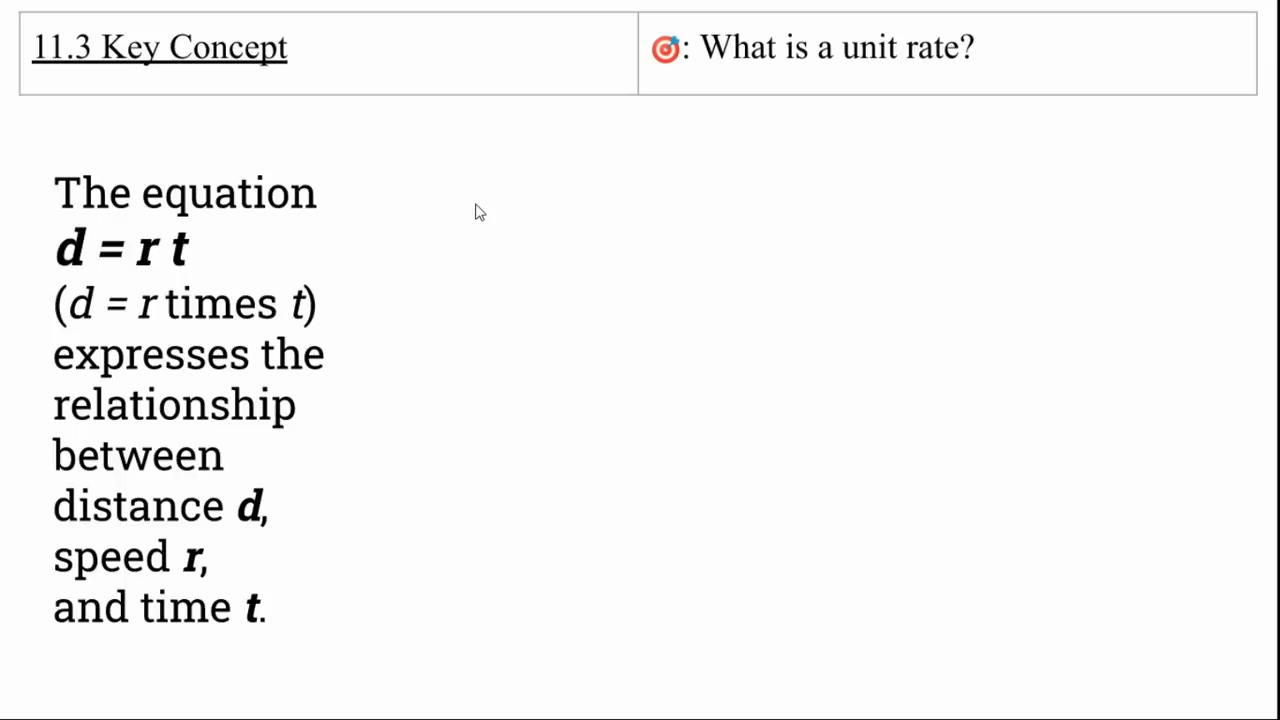 11.3 Key Concept
🎯: What is a unit rate?
The equation
d = r t
(d = r times t)
expresses the
relationship
between
distance d,
speed r,
and time t.